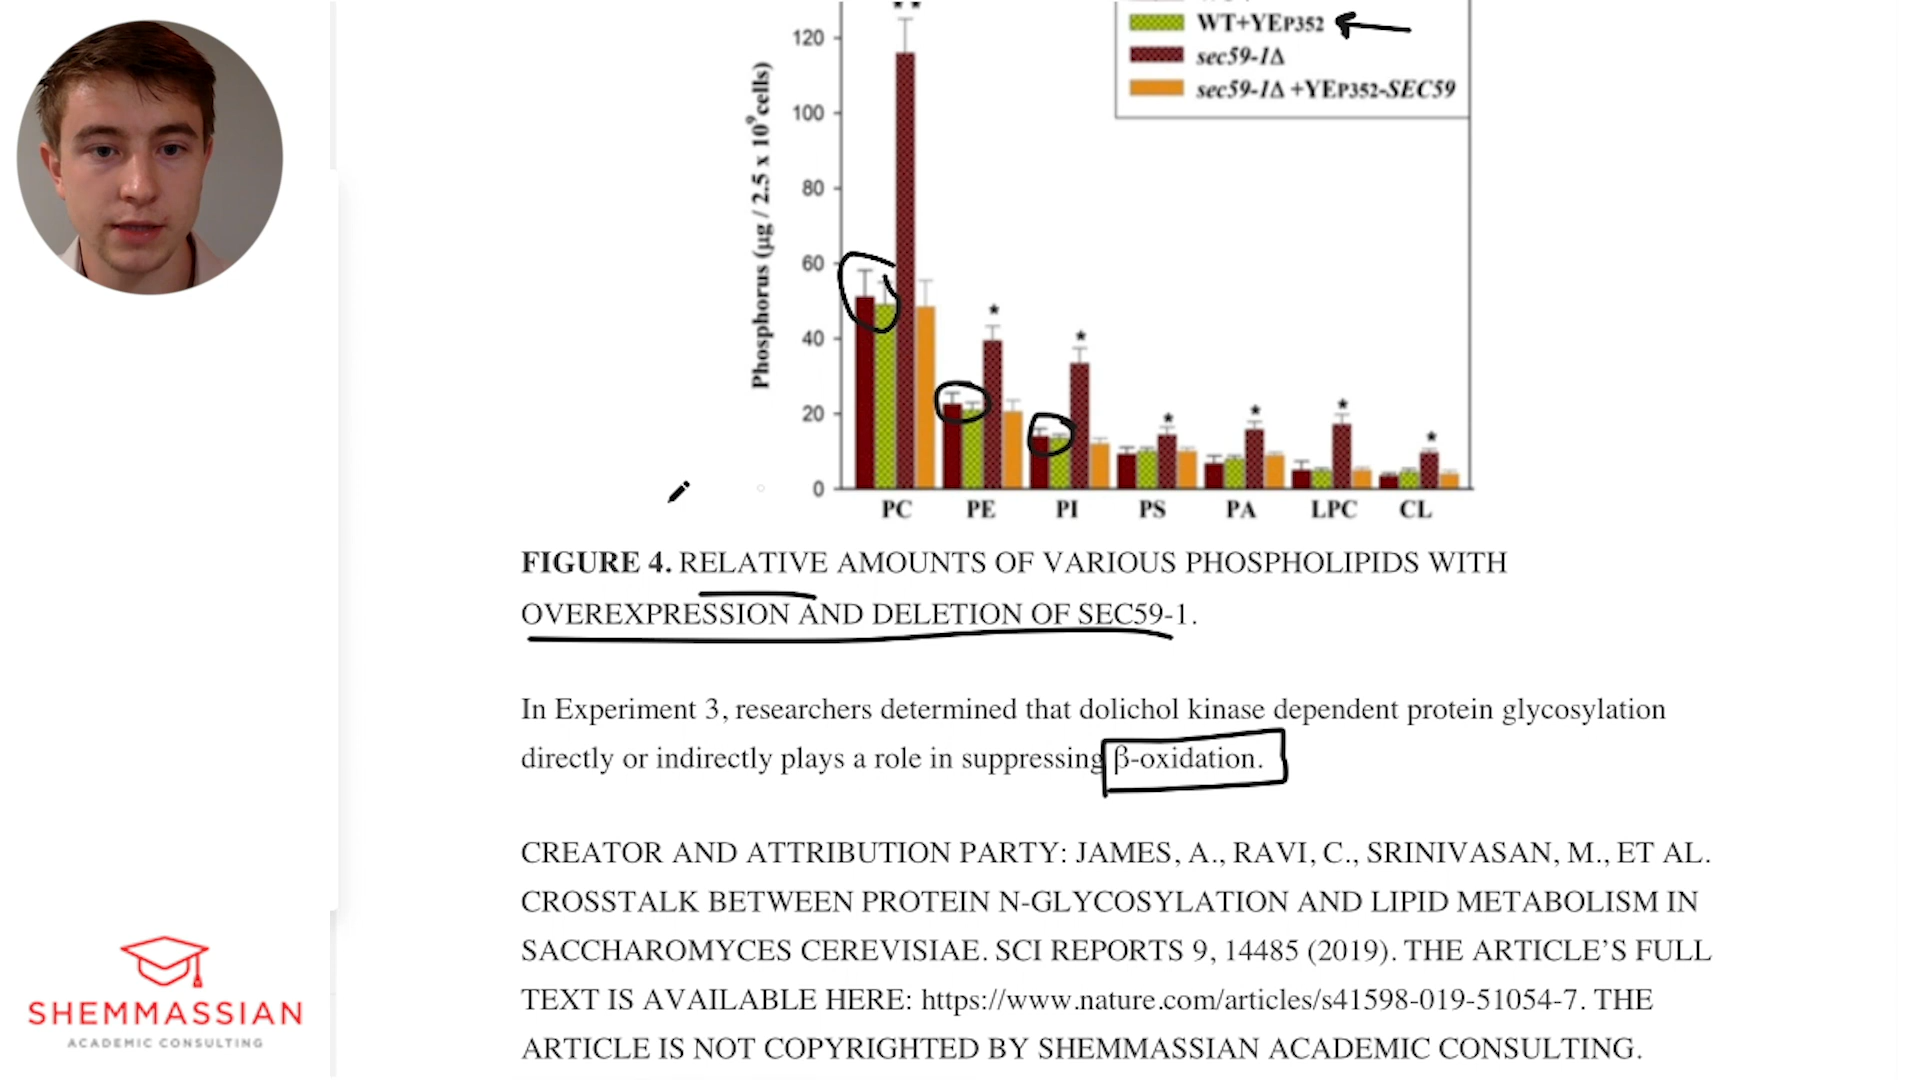 WT+YEP352
sec59-1Δ
sec59-1Δ +YEP352-SEC59
Phosphorus (µg / 2.5 x 10⁹cells)
120
100
80
60
40
20
0
**
*
*
*
*
*
*
PC PE PI PS PA LPC CL
FIGURE 4. RELATIVE AMOUNTS OF VARIOUS PHOSPHOLIPIDS WITH
OVEREXPRESSION AND DELETION OF SEC59-1.
In Experiment 3, researchers determined that dolichol kinase dependent protein glycosylation
directly or indirectly plays a role in suppressing β-oxidation.
CREATOR AND ATTRIBUTION PARTY: JAMES, A., RAVI, C., SRINIVASAN, M., ET AL.
CROSSTALK BETWEEN PROTEIN N-GLYCOSYLATION AND LIPID METABOLISM IN
SACCHAROMYCES CEREVISIAE. SCI REPORTS 9, 14485 (2019). THE ARTICLE’S FULL
TEXT IS AVAILABLE HERE: https://www.nature.com/articles/s41598-019-51054-7. THE
ARTICLE IS NOT COPYRIGHTED BY SHEMMASSIAN ACADEMIC CONSULTING.
SHEMMASSIAN
ACADEMIC CONSULTING